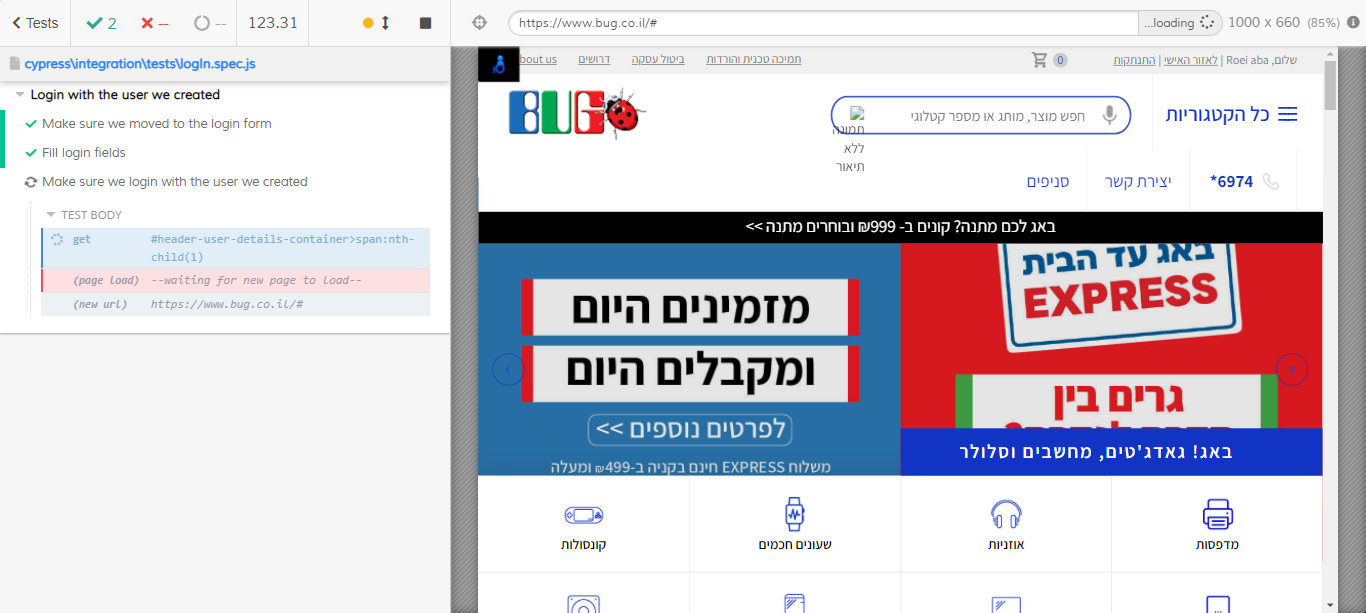 Tests
2
--
--
123.31
https://www.bug.co.il/#
...loading
1000 x 660 (85%)
cypress\integration\tests\logIn.spec.js
Login with the user we created
Make sure we moved to the login form
Fill login fields
Make sure we login with the user we created
TEST BODY
get #header-user-details-container>span:nth-
child(1)
(page load) --waiting for new page to load--
(new url) https://www.bug.co.il/#
שלום, Roei aba | לאזור האישי | התנתקות
0
תמיכה טכנית והורדות
ביטול עסקה
דרושים
bout us
BUG
כל הקטגוריות
חפש מוצר, מותג או מספר קטלוגי
תמונה
ללא
תיאור
*6974
יצירת קשר
סניפים
באג לכם מתנה? קונים ב- 999₪ ובוחרים מתנה >>
באג עד הבית
EXPRESS
גרים בין
באג! גאדג'טים, מחשבים וסלולר
מזמינים היום
ומקבלים היום
לפרטים נוספים >>
משלוח EXPRESS חינם בקניה ב-499₪ ומעלה
מדפסות
אוזניות
שעונים חכמים
קונסולות